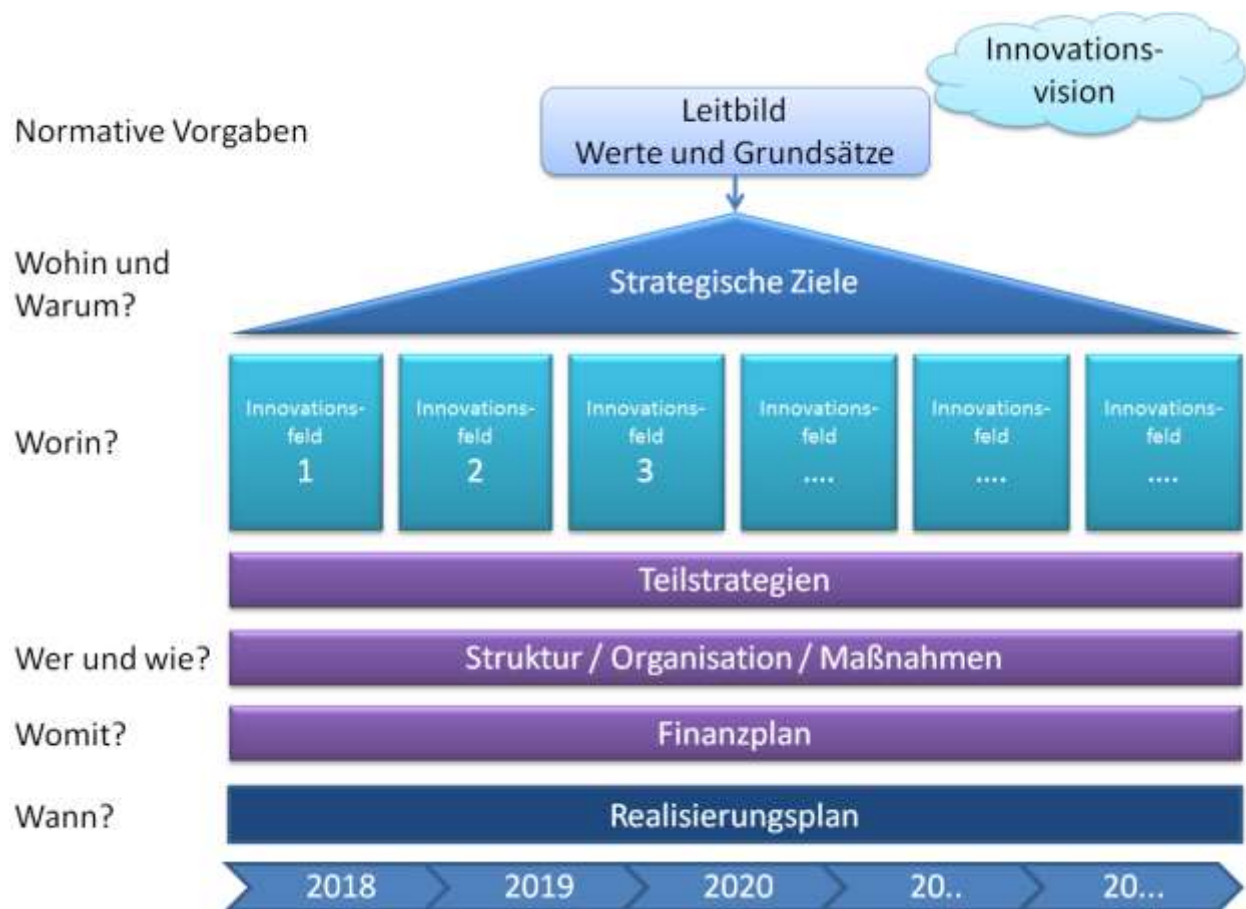 Innovations-
vision
Normative Vorgaben
Leitbild
Werte und Grundsätze
Wohin und
Warum?
Strategische Ziele
Worin?
Innovations-
feld
1
Innovations-
feld
2
Innovations-
feld
3
Innovations-
feld
....
Innovations-
feld
....
Innovations-
feld
....
Teilstrategien
Wer und wie?
Struktur / Organisation / Maßnahmen
Womit?
Finanzplan
Wann?
Realisierungsplan
2018
2019
2020
20..
20...